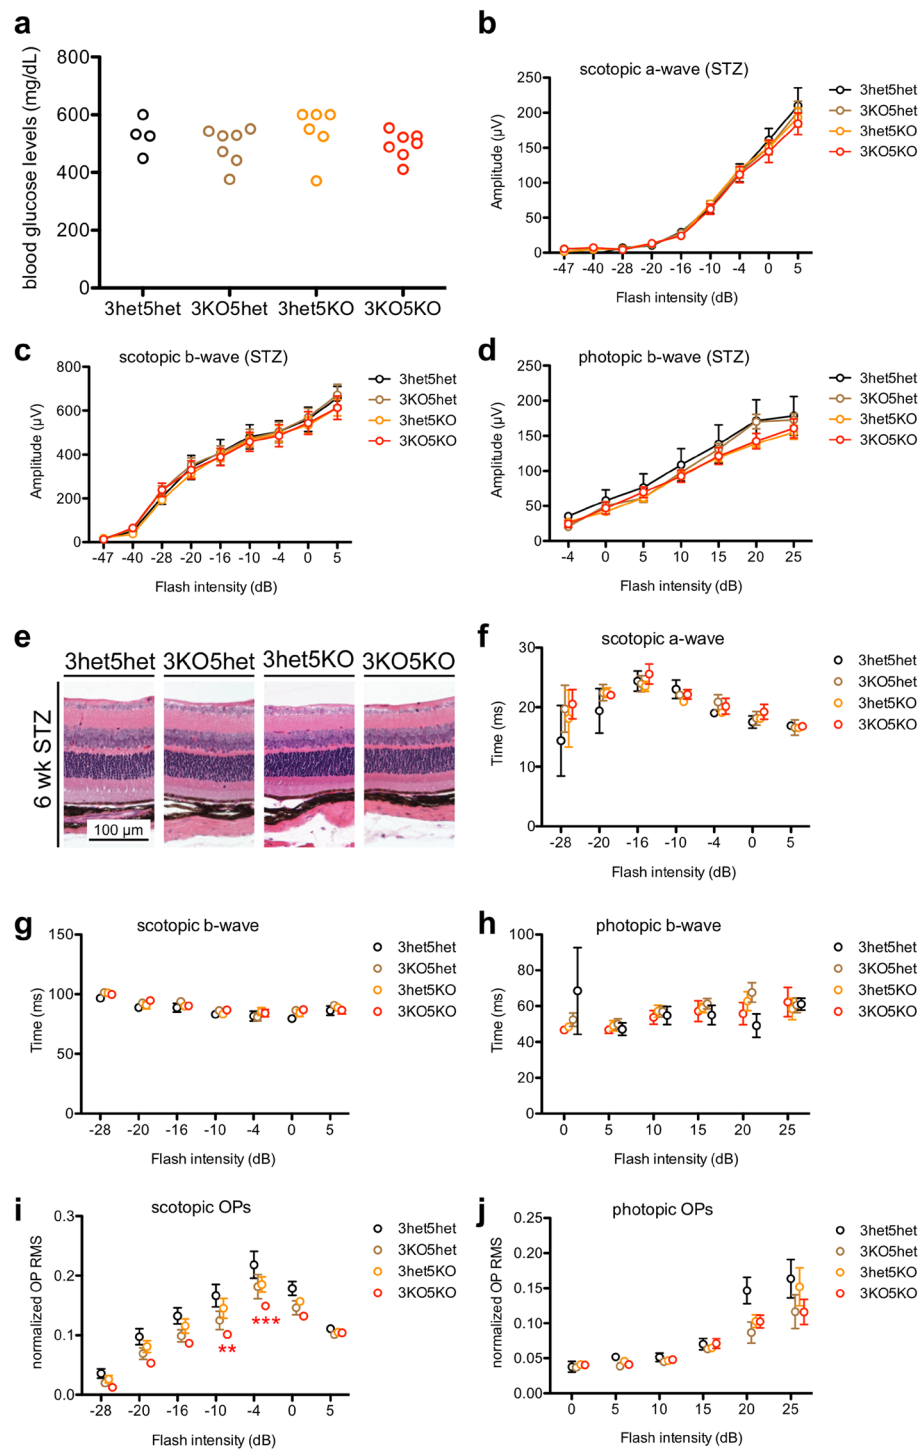 a
blood glucose levels (mg/dL)
800
600
400
200
0
3het5het 3KO5het 3het5KO 3KO5KO
b
scotopic a-wave (STZ)
Amplitude (µV)
250
200
150
100
50
0
-47 -40 -28 -20 -16 -10 -4 0 5
Flash intensity (dB)
3het5het
3KO5het
3het5KO
3KO5KO
c
scotopic b-wave (STZ)
Amplitude (µV)
800
600
400
200
0
-47 -40 -28 -20 -16 -10 -4 0 5
Flash intensity (dB)
3het5het
3KO5het
3het5KO
3KO5KO
d
photopic b-wave (STZ)
Amplitude (µV)
250
200
150
100
50
0
-4 0 5 10 15 20 25
Flash intensity (dB)
3het5het
3KO5het
3het5KO
3KO5KO
e
3het5het 3KO5het 3het5KO 3KO5KO
6 wk STZ
100 µm
f
scotopic a-wave
Time (ms)
30
20
10
0
-28 -20 -16 -10 -4 0 5
Flash intensity (dB)
3het5het
3KO5het
3het5KO
3KO5KO
g
scotopic b-wave
Time (ms)
150
100
50
0
-28 -20 -16 -10 -4 0 5
Flash intensity (dB)
3het5het
3KO5het
3het5KO
3KO5KO
h
photopic b-wave
Time (ms)
100
80
60
40
20
0
0 5 10 15 20 25
Flash intensity (dB)
3het5het
3KO5het
3het5KO
3KO5KO
i
scotopic OPs
normalized OP RMS
0.3
0.2
0.1
0.0
-28 -20 -16 -10 -4 0 5
Flash intensity (dB)
**
***
3het5het
3KO5het
3het5KO
3KO5KO
j
photopic OPs
normalized OP RMS
0.25
0.20
0.15
0.10
0.05
0.00
0 5 10 15 20 25
Flash intensity (dB)
3het5het
3KO5het
3het5KO
3KO5KO